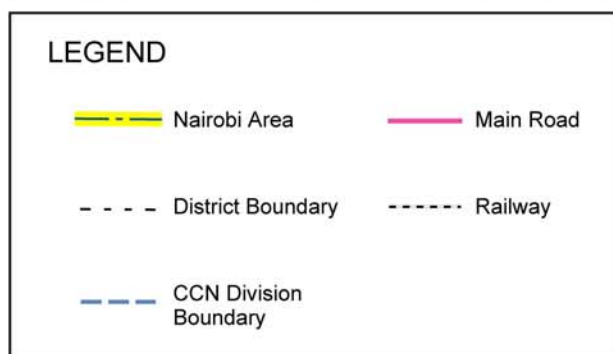 LEGEND
Nairobi Area
Main Road
District Boundary
Railway
CCN Division
Boundary